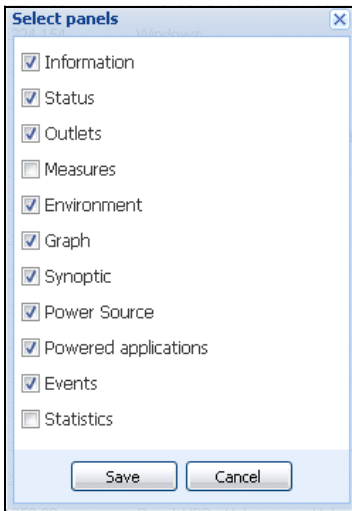 Select panels
Information
Status
Outlets
Measures
Environment
Graph
Synoptic
Power Source
Powered applications
Events
Statistics
Save Cancel